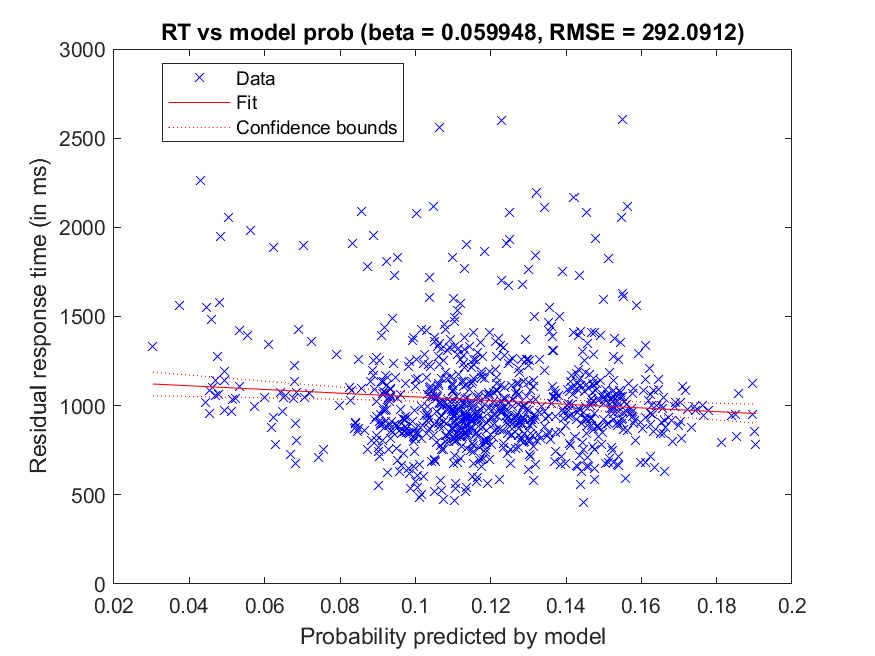 RT vs model prob (beta = 0.059948, RMSE = 292.0912)
Data
Fit
Confidence bounds
3000
2500
2000
1500
1000
500
0
Residual response time (in ms)
0.02 0.04 0.06 0.08 0.1 0.12 0.14 0.16 0.18 0.2
Probability predicted by model